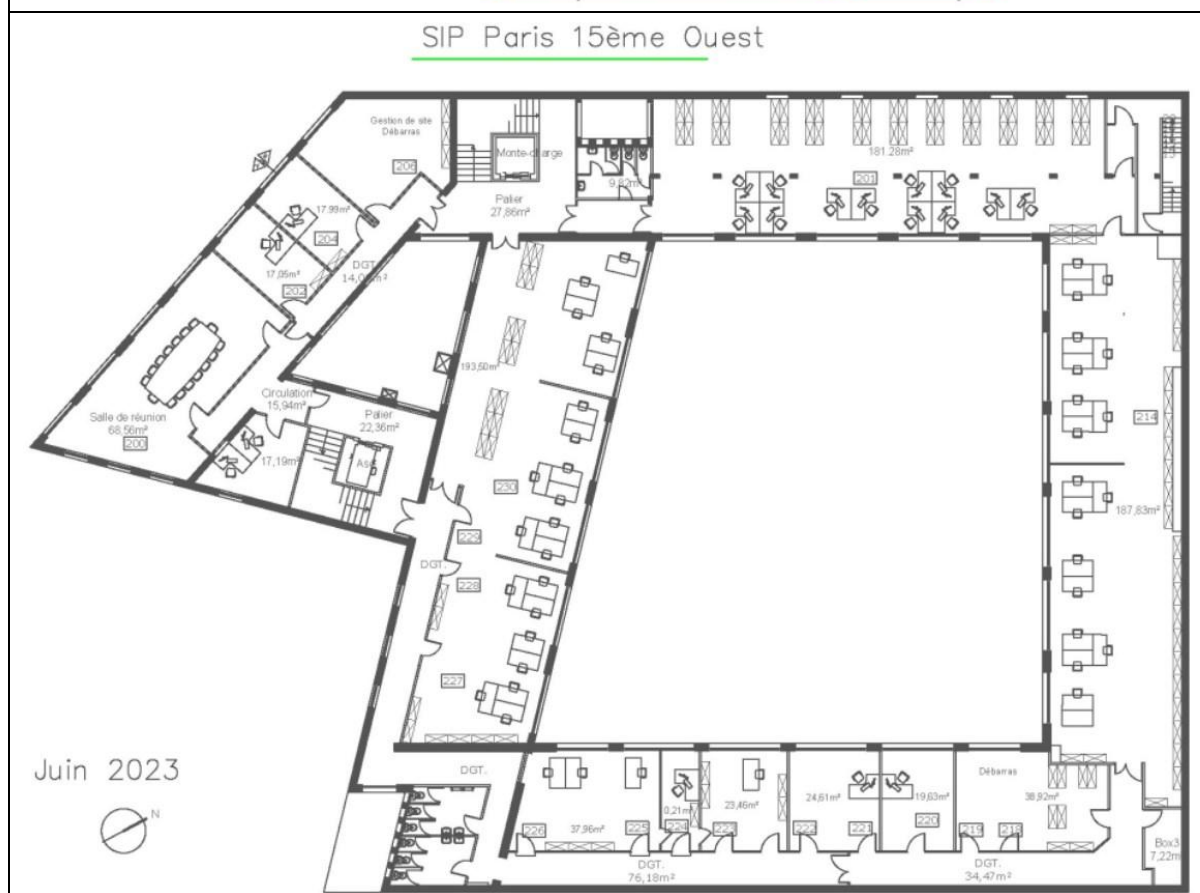 SIP Paris 15ème Ouest
Gestion de site
Débarras
206
Monte-charge
Palier
27,86m²
9,82m²
181.28m²
201
17.99m²
204
17,05m²
202
DGT.
193,50m²
Circulation
15,94m²
Palier
22,36m²
Asc
Salle de réunion
68,56m²
200
17,19m²
214
187,83m²
230
229
DGT.
228
227
Juin 2023
N
DGT.
Débarras
24,61m²
19,63m²
38,92m²
23,46m²
0,21m²
37,96m²
226
225
224
223
222
221
220
219
218
DGT.
76,18m²
DGT.
34,47m²
Box3
7,22m²